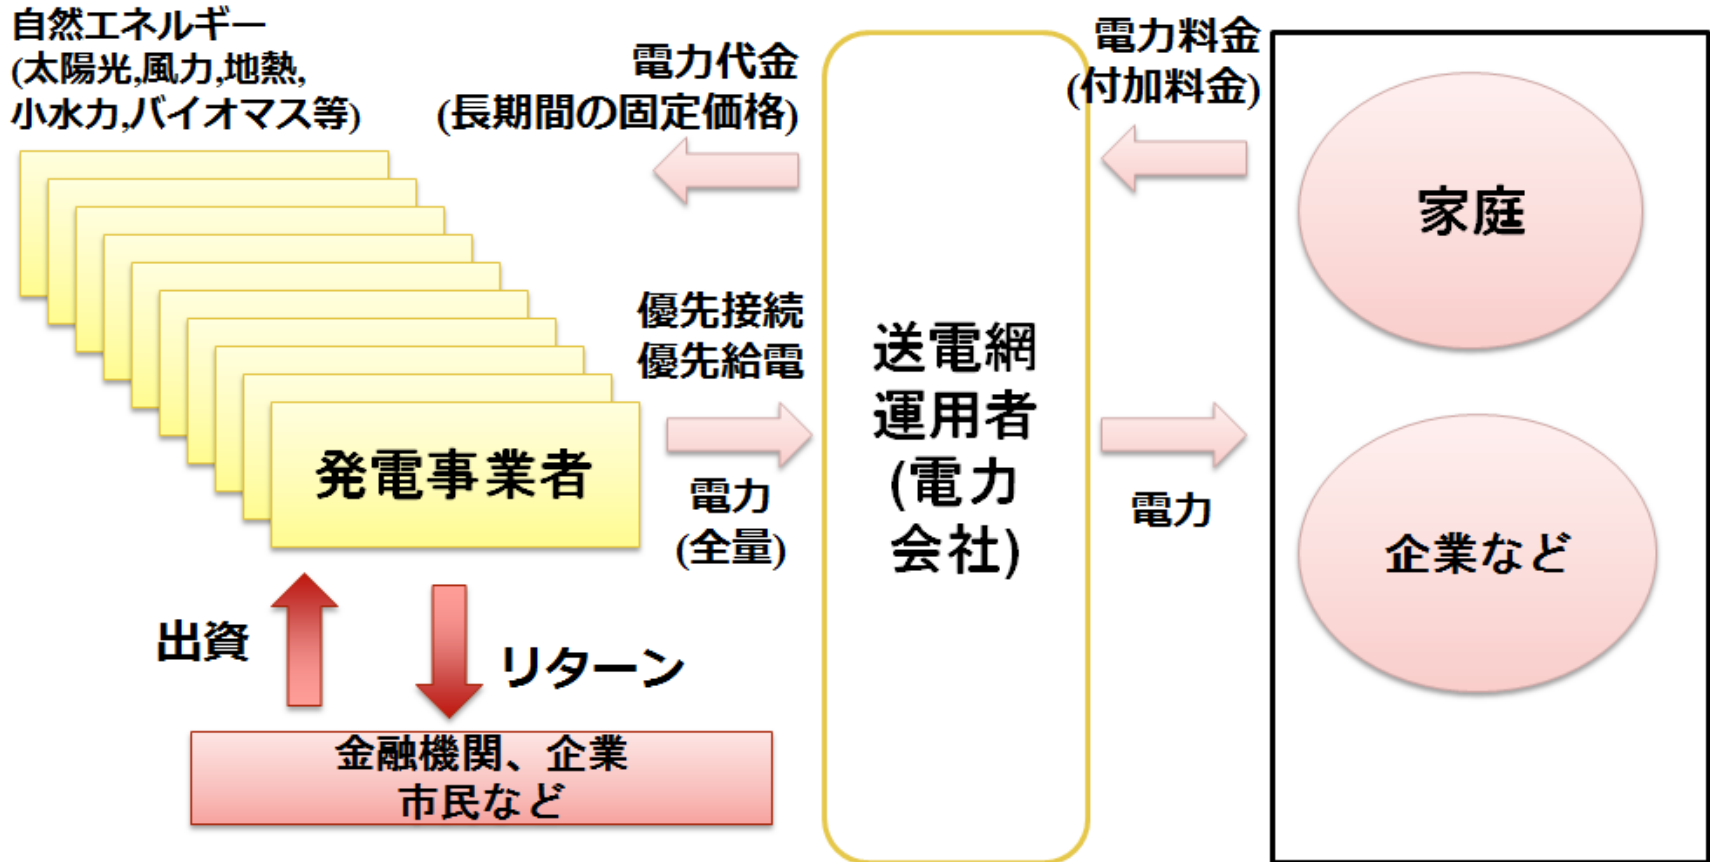 自然エネルギー
(太陽光,風力,地熱,
小水力,バイオマス等)
電力代金
(長期間の固定価格)
電力料金
(付加料金)
家庭
優先接続
優先給電
送電網
運用者
(電力
会社)
発電事業者
電力
(全量)
電力
企業など
出資
リターン
金融機関、企業
市民など